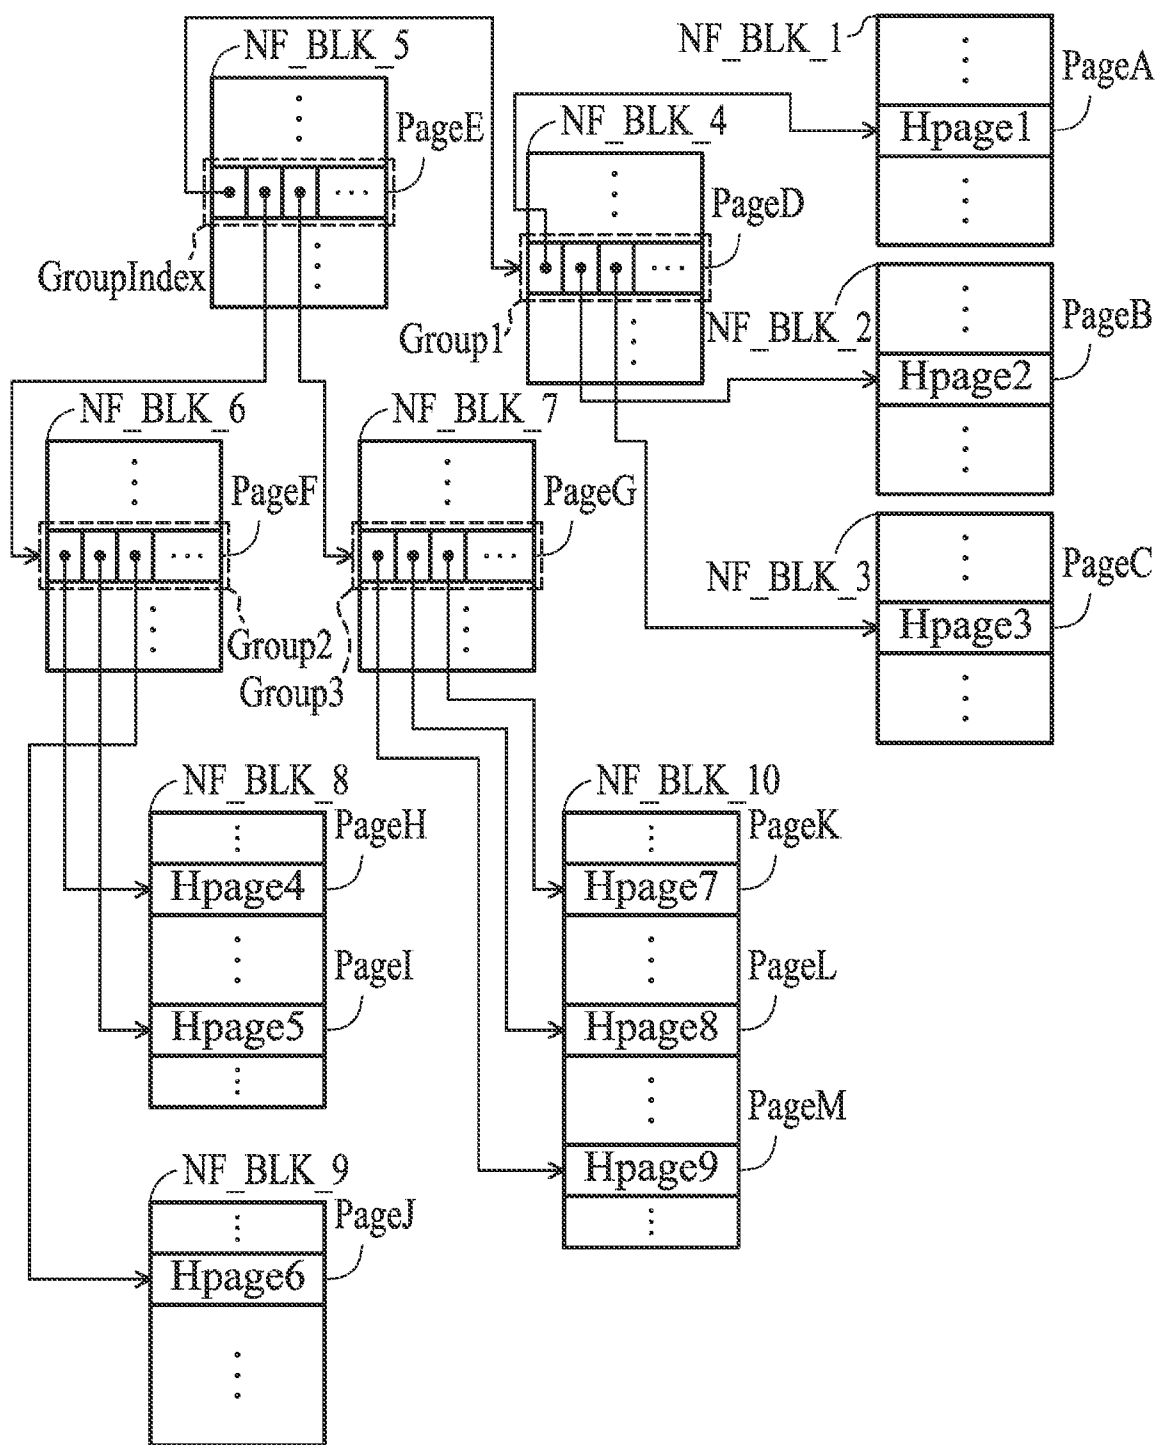 NF_BLK_5
NF_BLK_1
PageA
PageE
NF_BLK_4
Hpage1
PageD
GroupIndex
Group1
NF_BLK_2
PageB
Hpage2
NF_BLK_6
NF_BLK_7
PageF
PageG
NF_BLK_3
PageC
Hpage3
Group2
Group3
NF_BLK_8
NF_BLK_10
PageH
PageK
Hpage4
Hpage7
PageI
PageL
Hpage5
Hpage8
PageM
NF_BLK_9
Hpage9
PageJ
Hpage6